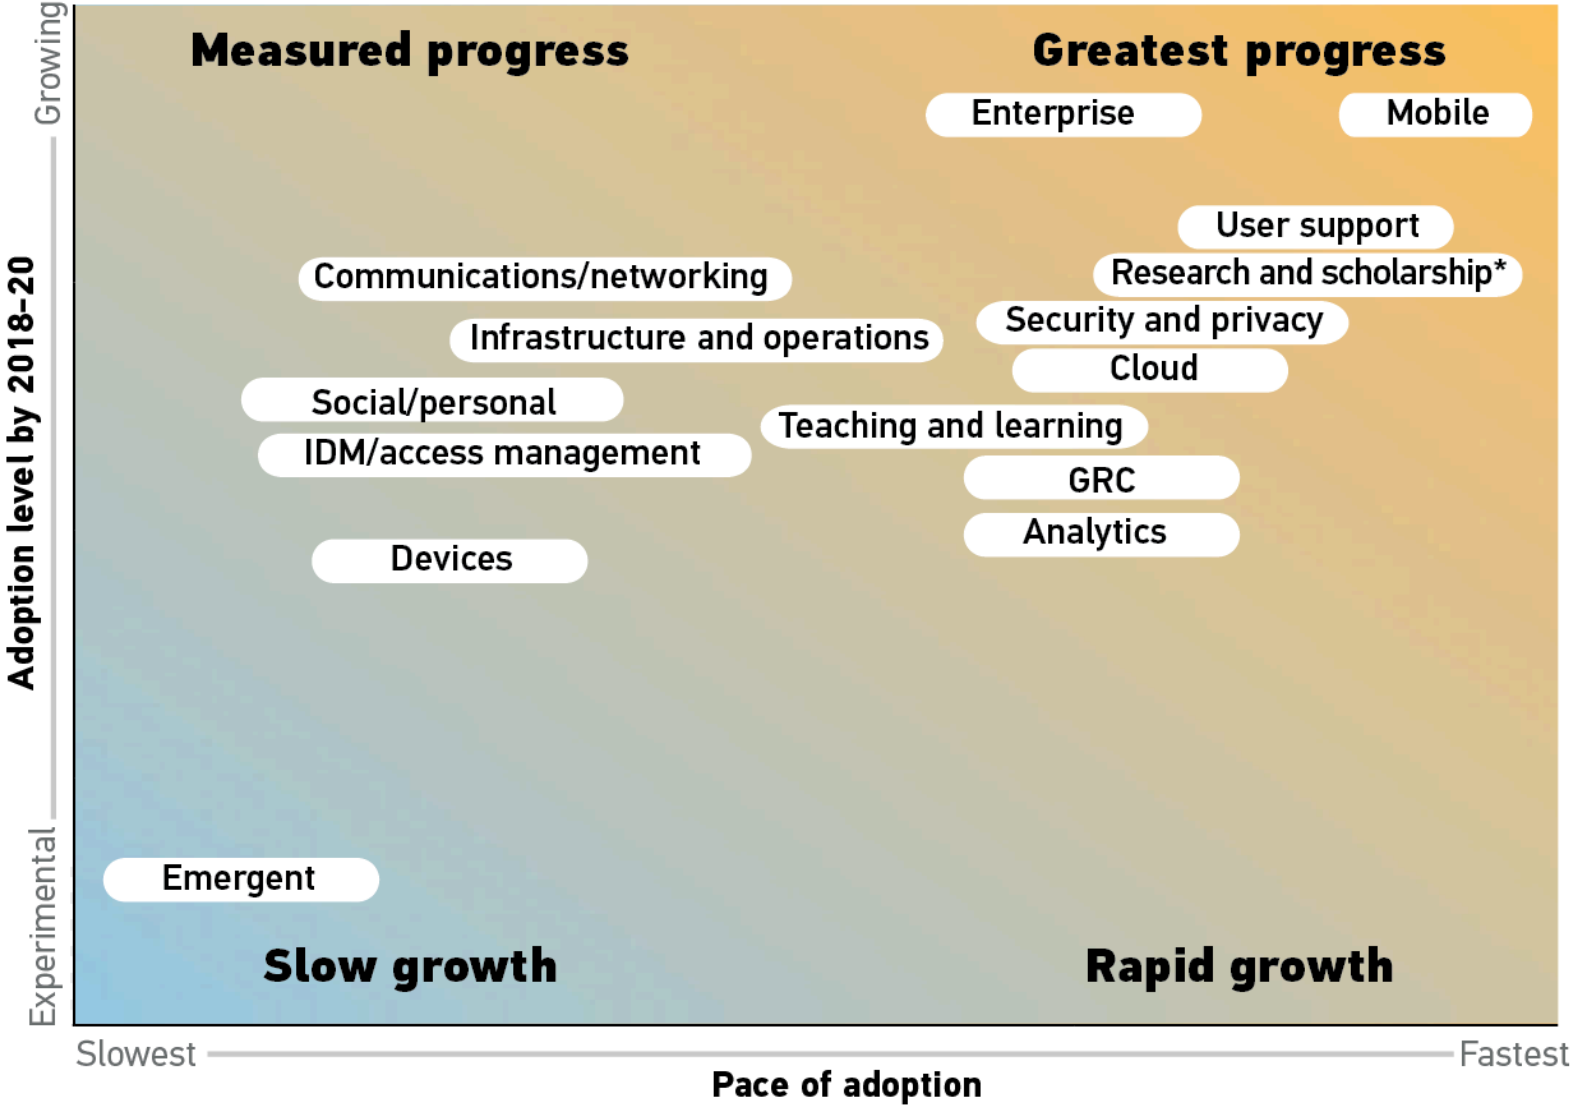 Growing
Measured progress
Greatest progress
Enterprise
Mobile
User support
Communications/networking
Research and scholarship*
Security and privacy
Infrastructure and operations
Cloud
Social/personal
Teaching and learning
IDM/access management
GRC
Analytics
Devices
Adoption level by 2018–20
Emergent
Experimental
Slow growth
Rapid growth
Slowest
Fastest
Pace of adoption